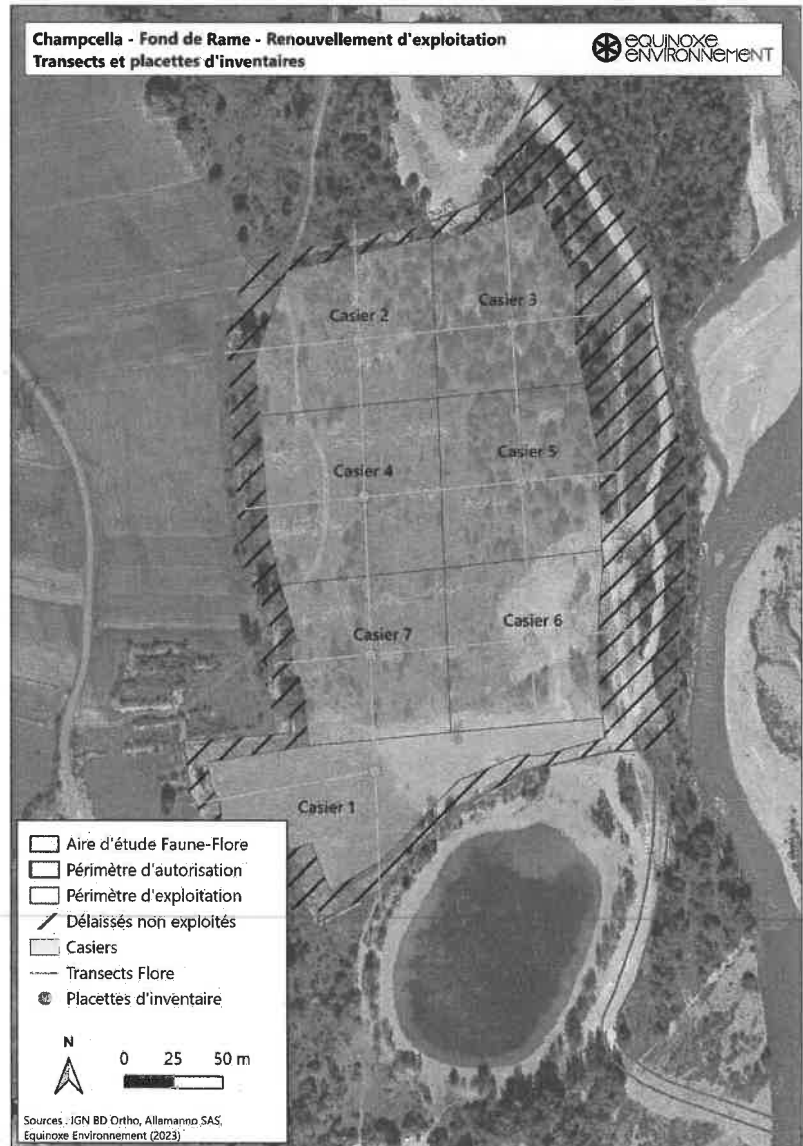 Champcella - Fond de Rame - Renouvellement d'exploitation
Transects et placettes d'inventaires
EQUINOXE
ENVIRONNEMENT
Casier 2
Casier 3
Casier 4
Casier 5
Casier 7
Casier 6
Casier 1
Aire d'étude Faune-Flore
Périmètre d'autorisation
Périmètre d'exploitation
Délaissés non exploités
Casiers
Transects Flore
Placettes d'inventaire
N
0 25 50 m
Sources : IGN BD Ortho, Allamanno SAS,
Equinoxe Environnement (2023)